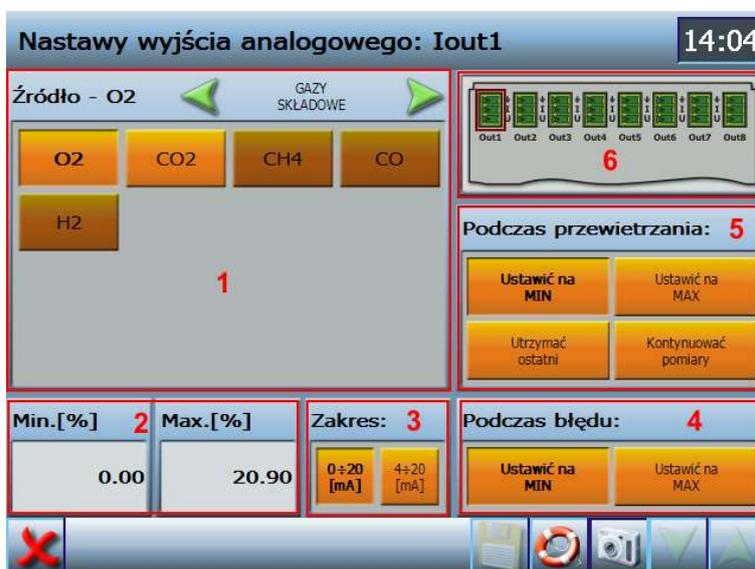 Nastawy wyjścia analogowego: Iout1
14:04
Źródło - O2
GAZY
SKŁADOWE
O2
CO2
CH4
CO
H2
1
Out1 Out2 Out3 Out4 Out5 Out6 Out7 Out8
6
Podczas przewietrzania: 5
Ustawić na
MIN
Ustawić na
MAX
Utrzymać
ostatni
Kontynuować
pomiary
Min.[%] 2
0.00
Max.[%]
20.90
Zakres: 3
0÷20
[mA]
4÷20
[mA]
Podczas błędu: 4
Ustawić na
MIN
Ustawić na
MAX